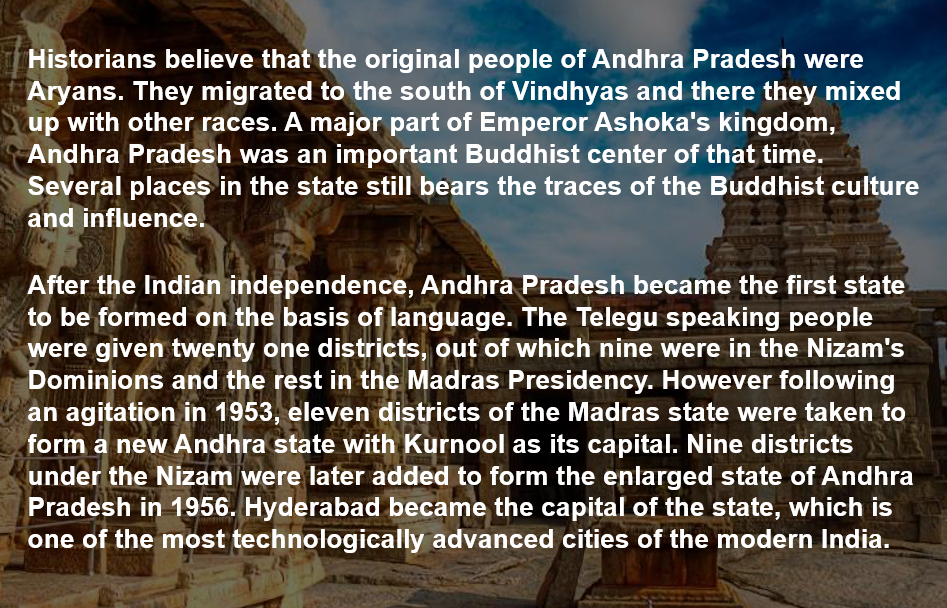 Historians believe that the original people of Andhra Pradesh were
Aryans. They migrated to the south of Vindhyas and there they mixed
up with other races. A major part of Emperor Ashoka's kingdom,
Andhra Pradesh was an important Buddhist center of that time.
Several places in the state still bears the traces of the Buddhist culture
and influence.
After the Indian independence, Andhra Pradesh became the first state
to be formed on the basis of language. The Telegu speaking people
were given twenty one districts, out of which nine were in the Nizam's
Dominions and the rest in the Madras Presidency. However following
an agitation in 1953, eleven districts of the Madras state were taken to
form a new Andhra state with Kurnool as its capital. Nine districts
under the Nizam were later added to form the enlarged state of Andhra
Pradesh in 1956. Hyderabad became the capital of the state, which is
one of the most technologically advanced cities of the modern India.